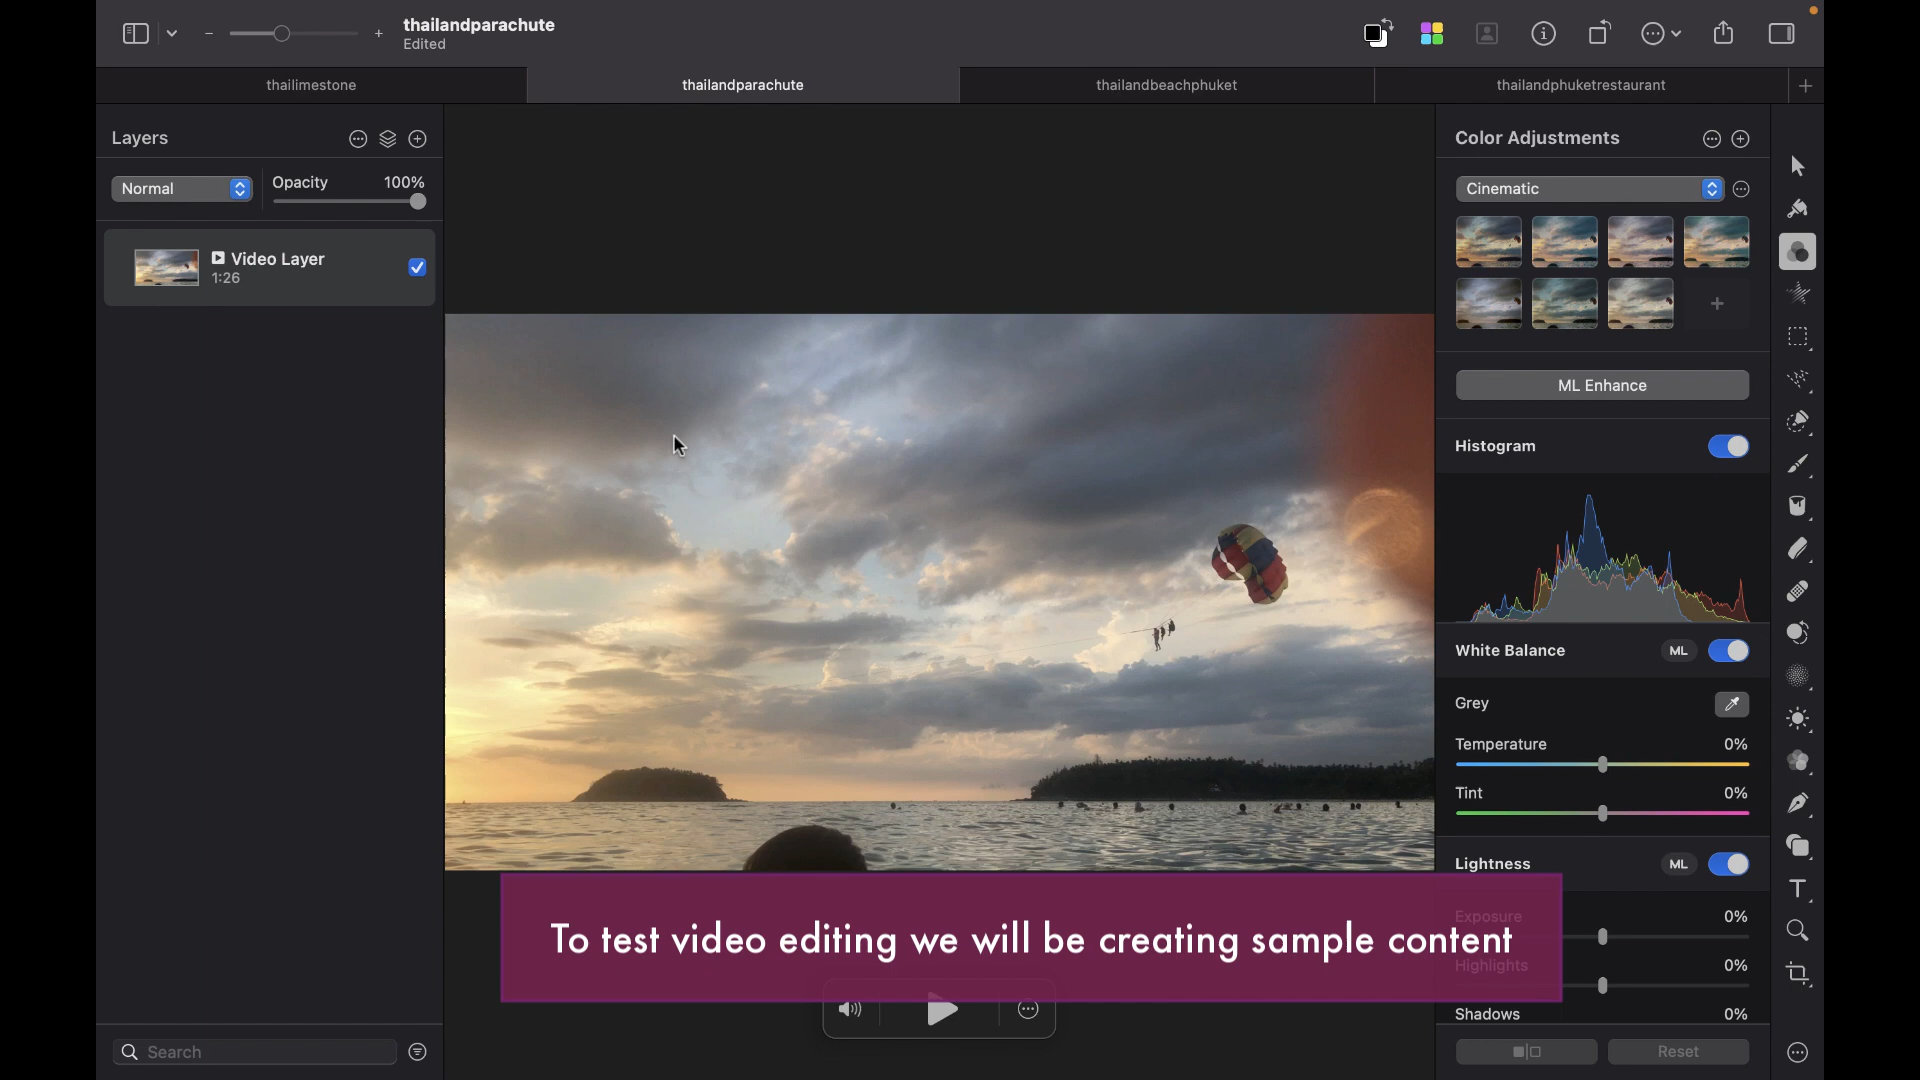 thailandparachute
Edited
thailimestone
thailandparachute
thailandbeachphuket
thailandphuketrestaurant
Layers
Normal
Opacity 100%
Video Layer
1:26
Search
Color Adjustments
Cinematic
ML Enhance
Histogram
White Balance ML
Grey
Temperature 0%
Tint 0%
Lightness ML
Exposure 0%
Highlights 0%
Shadows 0%
Reset
To test video editing we will be creating sample content